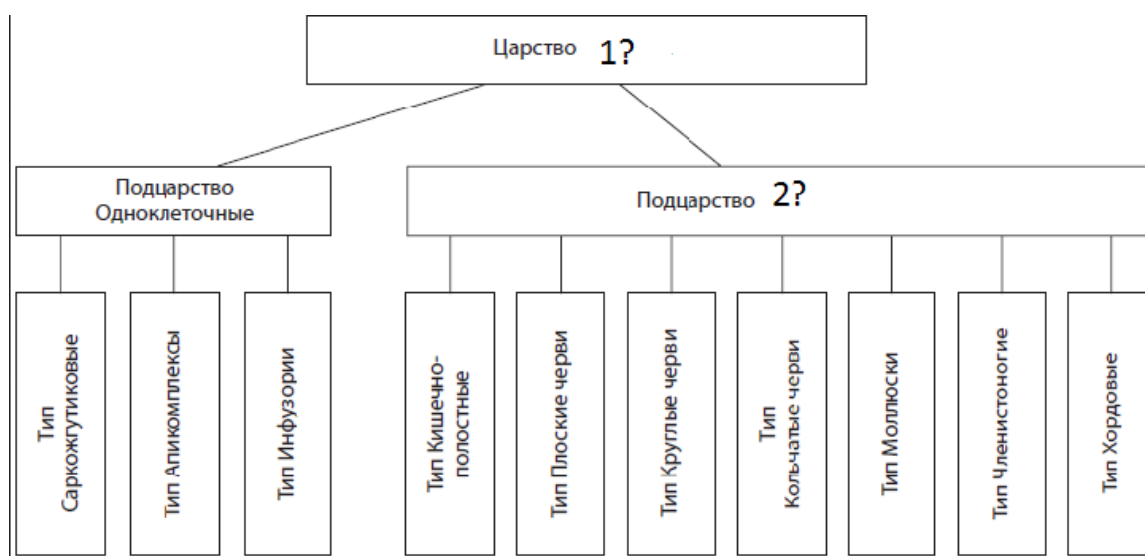 Царство 1?
Подцарство
Одноклеточные
Подцарство 2?
Тип
Саркожгутиковые
Тип Апикомплексы
Тип Инфузории
Тип Кишечно-
полостные
Тип Плоские черви
Тип Круглые черви
Тип
Кольчатые черви
Тип Моллюски
Тип Членистоногие
Тип Хордовые